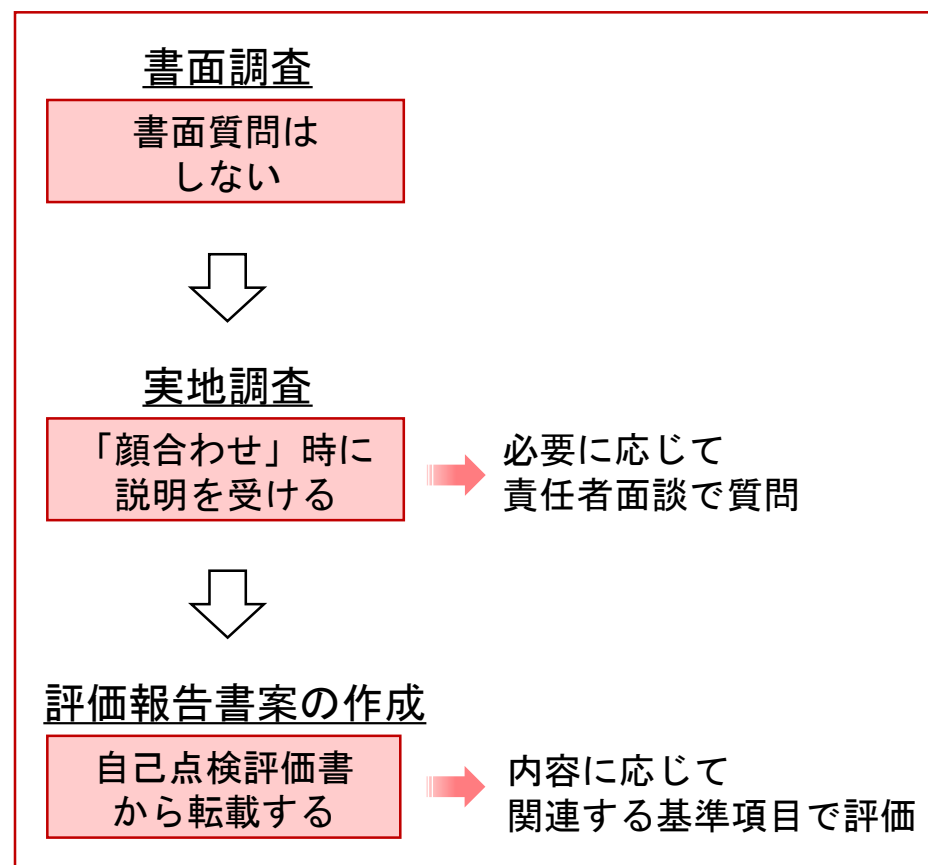 書面調査
書面質問は
しない
実地調査
「顔合わせ」時に
説明を受ける
必要に応じて
責任者面談で質問
評価報告書案の作成
自己点検評価書
から転載する
内容に応じて
関連する基準項目で評価